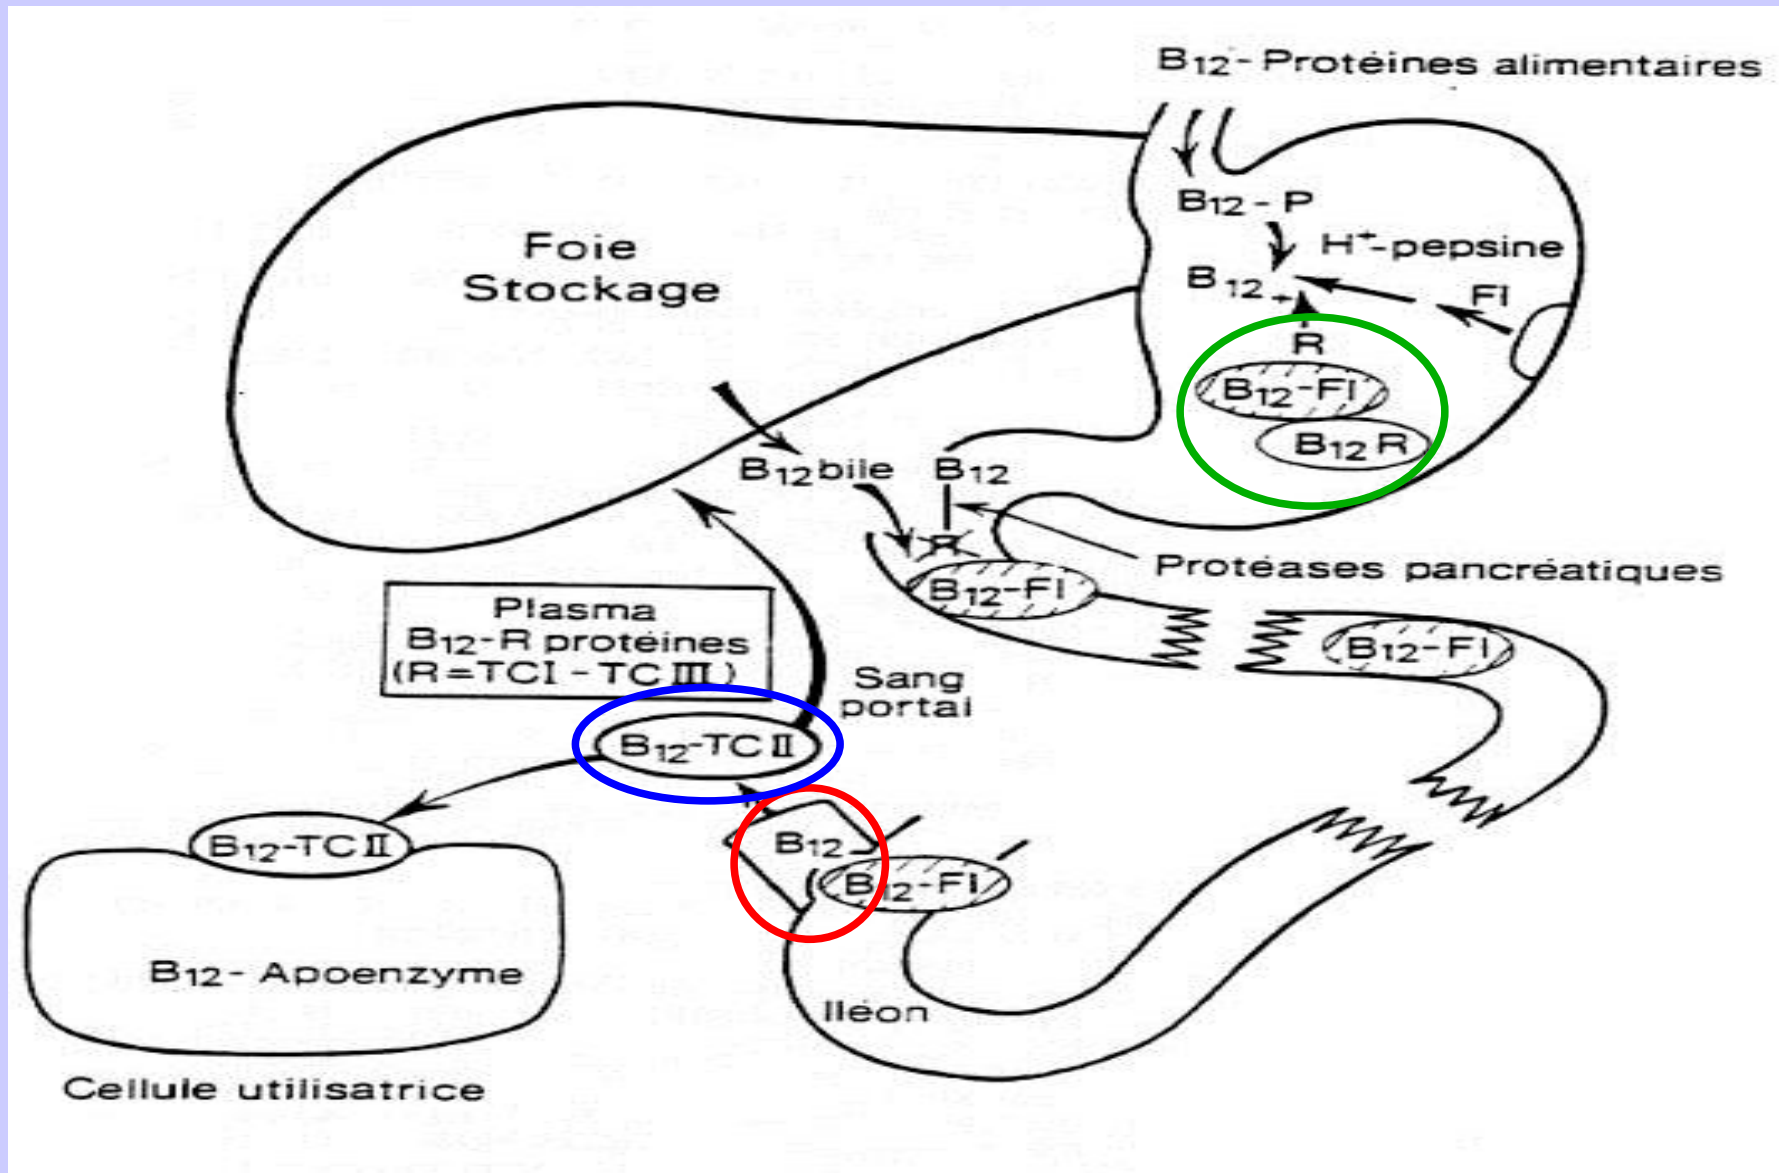 B12-Protéines alimentaires
B12-P
H+-pepsine
B12
FI
R
B12-FI
B12 R
Foie
Stockage
B12 bile
B12
R
B12-FI
Protéases pancréatiques
B12-FI
Plasma
B12-R protéines
(R=TCI-TCIII)
Sang
portal
B12-TCII
B12
B12-FI
B12-TCII
B12-Apoenzyme
Iléon
Cellule utilisatrice